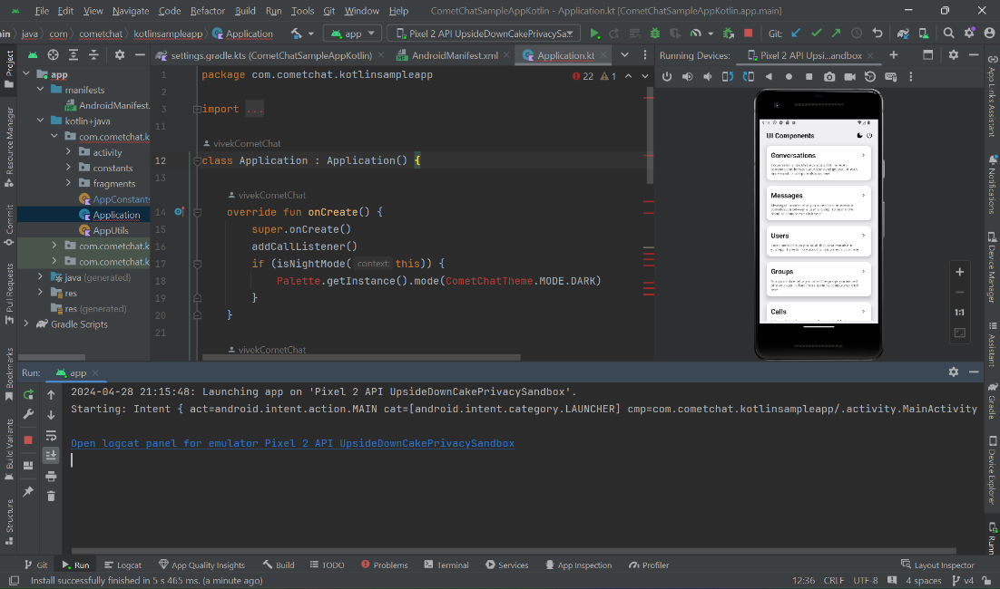 File Edit View Navigate Code Refactor Build Run Tools Git Window Help CometChatSampleAppKotlin - Application.kt [CometChatSampleAppKotlin.app.main]
java com cometchat kotlinsampleapp Application app Pixel 2 API UpsideDownCakePrivacySa Git:
settings.gradle.kts (CometChatSampleAppKotlin) AndroidManifest.xml Application.kt Running Devices: Pixel 2 API Upsi...andbox
Project
Resource Manager
Commit
Pull Requests
Bookmarks
Build Variants
Structure
app
manifests
AndroidManifest.
kotlin+java
com.cometchat.k
activity
constants
fragments
AppConstants
Application
AppUtils
com.cometchat.k
com.cometchat.k
java (generated)
res
res (generated)
Gradle Scripts
22 1
1 package com.cometchat.kotlinsampleapp
2
3 import ...
11
vivekCometChat
12 class Application : Application() {
13
vivekCometChat
14 override fun onCreate() {
15 super.onCreate()
16 addCallListener()
17 if (isNightMode( context: this)) {
18 Palette.getInstance().mode(CometChatTheme.MODE.DARK)
19 }
20 }
21
vivekCometChat
UI Components
Conversations
Messages
Users
Groups
Calls
1:1
App Links Assistant
Notifications
Device Manager
Assistant
Gradle
Device Explorer
Run: app
2024-04-28 21:15:48: Launching app on 'Pixel 2 API UpsideDownCakePrivacySandbox'.
Starting: Intent { act=android.intent.action.MAIN cat=[android.intent.category.LAUNCHER] cmp=com.cometchat.kotlinsampleapp/.activity.MainActivity
Open logcat panel for emulator Pixel 2 API UpsideDownCakePrivacySandbox
Git Run Logcat App Quality Insights Build TODO Problems Terminal Services App Inspection Profiler Layout Inspector
Install successfully finished in 5 s 465 ms. (a minute ago) 12:36 CRLF UTF-8 4 spaces v4